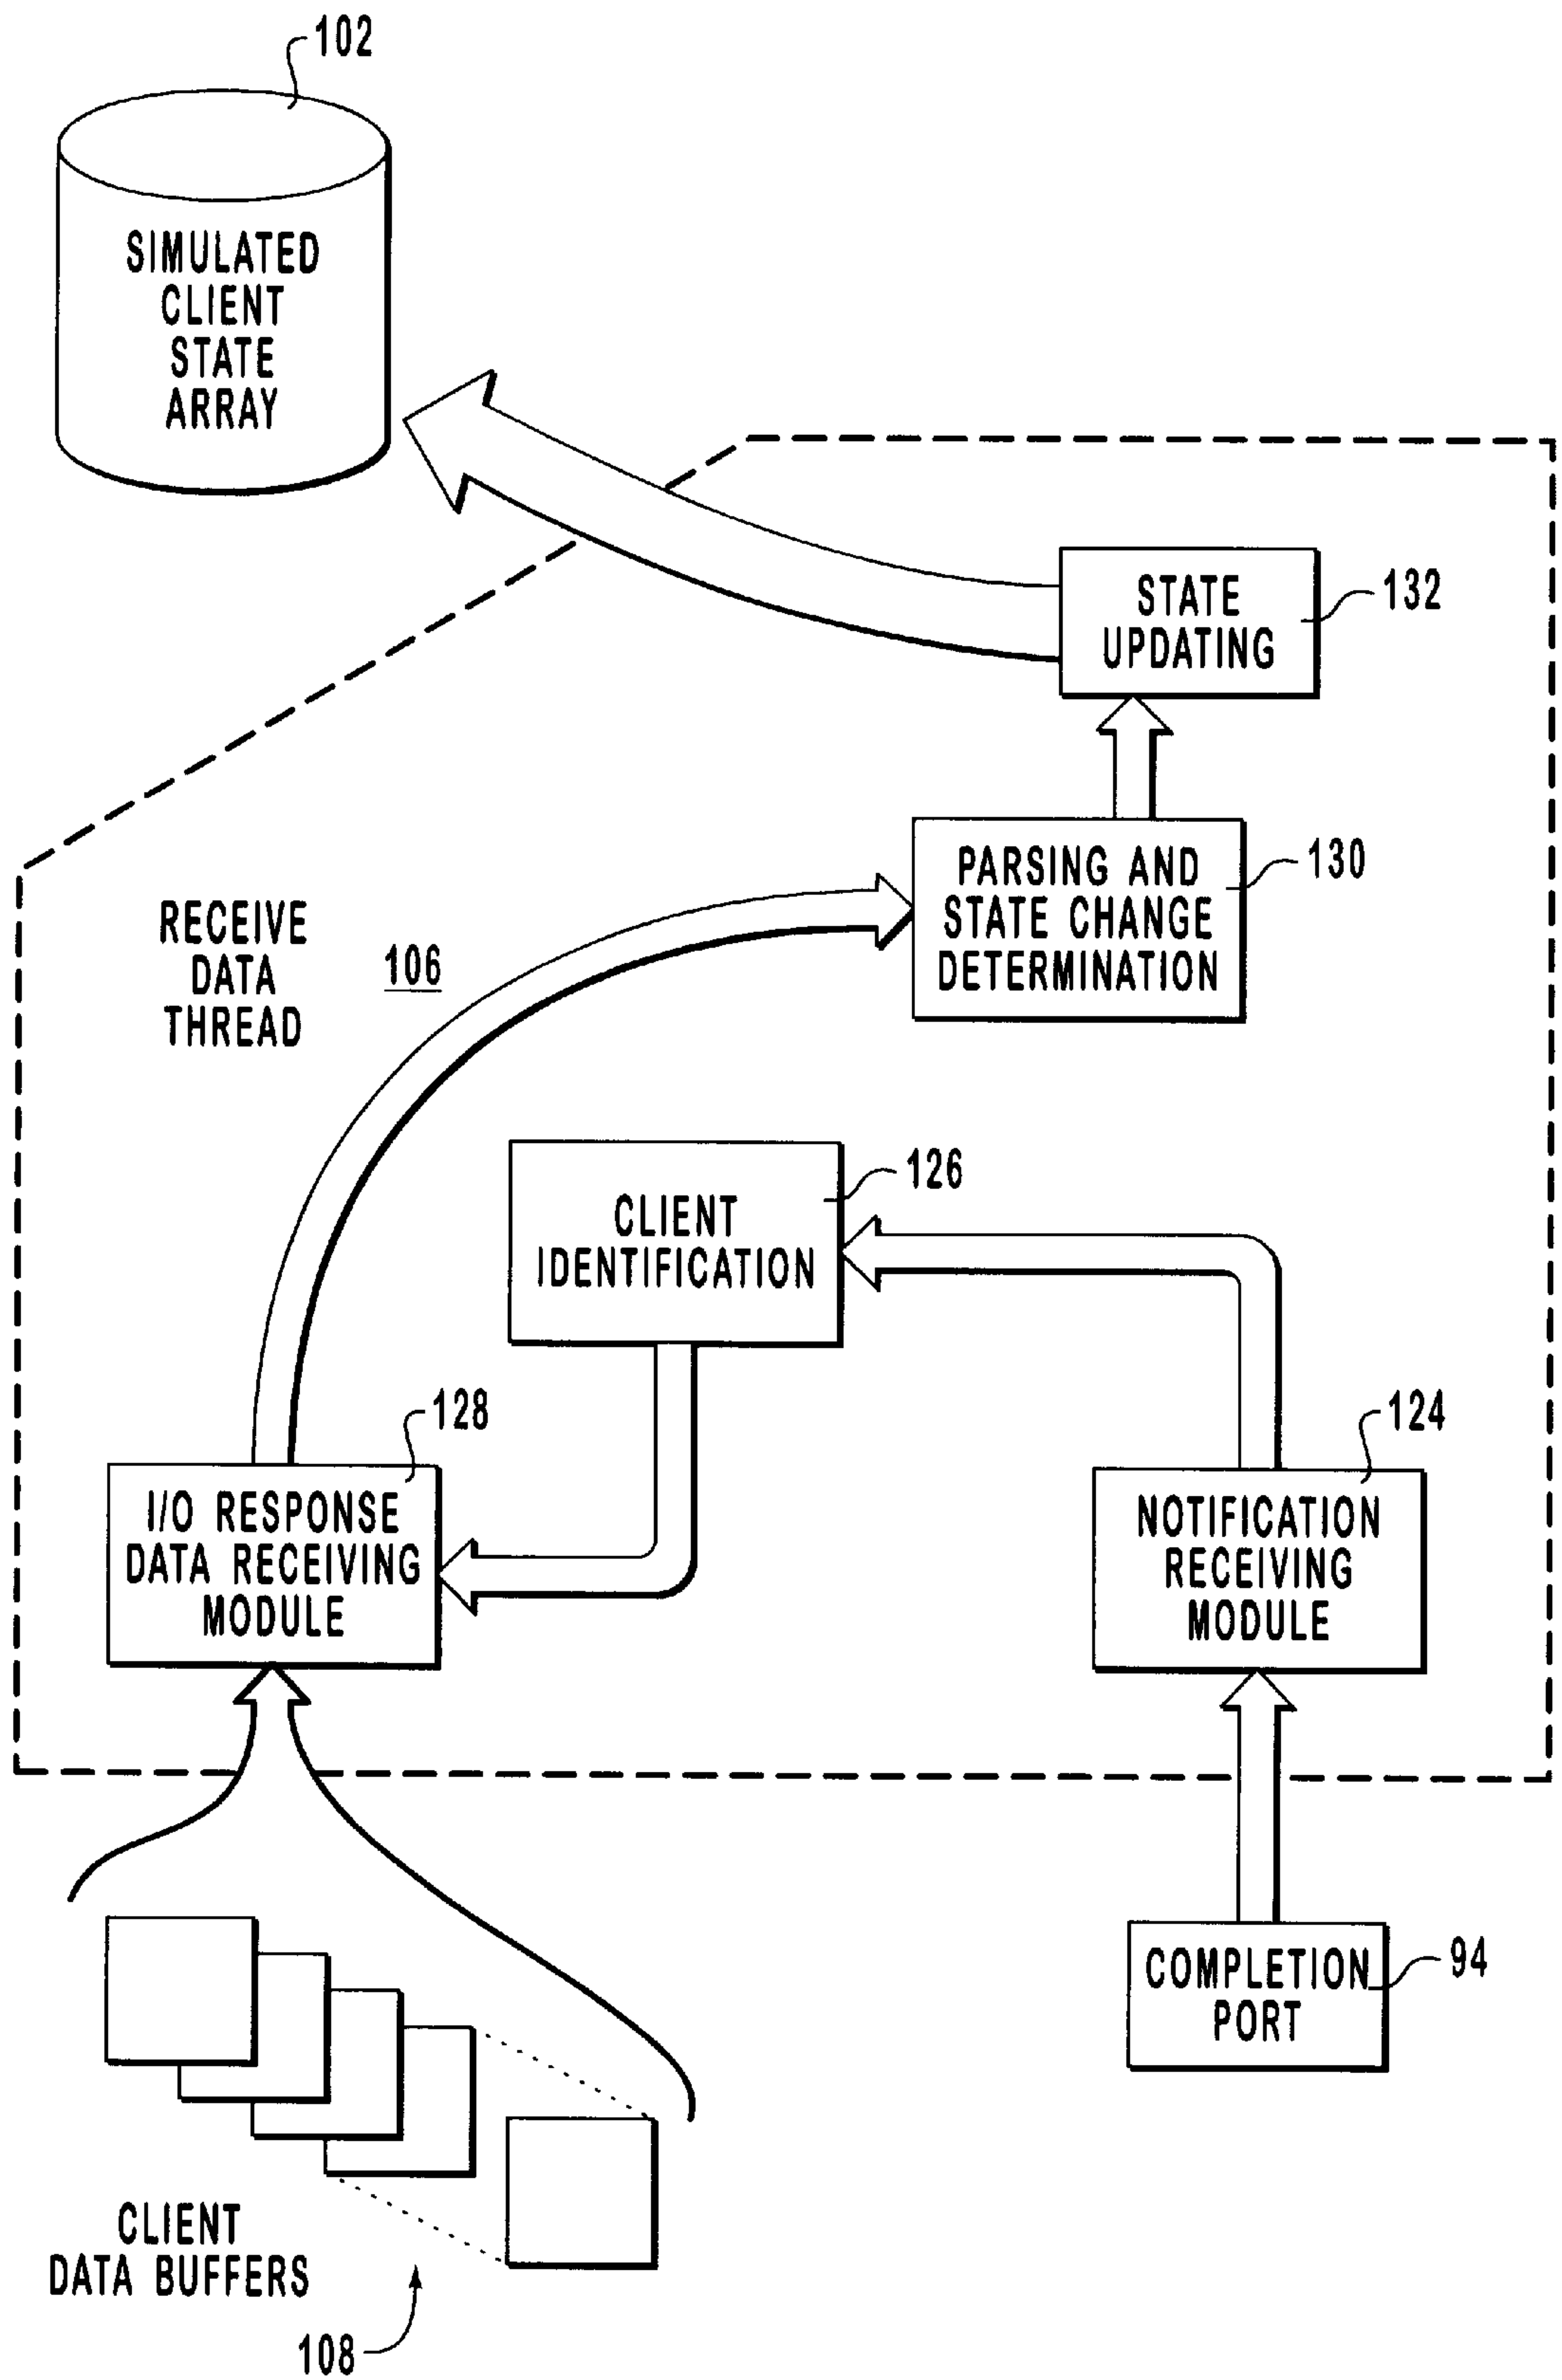 102
SIMULATED
CLIENT
STATE
ARRAY
STATE
UPDATING
132
PARSING AND
STATE CHANGE
DETERMINATION
130
RECEIVE
DATA
THREAD
106
CLIENT
IDENTIFICATION
126
128
I/O RESPONSE
DATA RECEIVING
MODULE
124
NOTIFICATION
RECEIVING
MODULE
COMPLETION
PORT
94
CLIENT
DATA BUFFERS
108